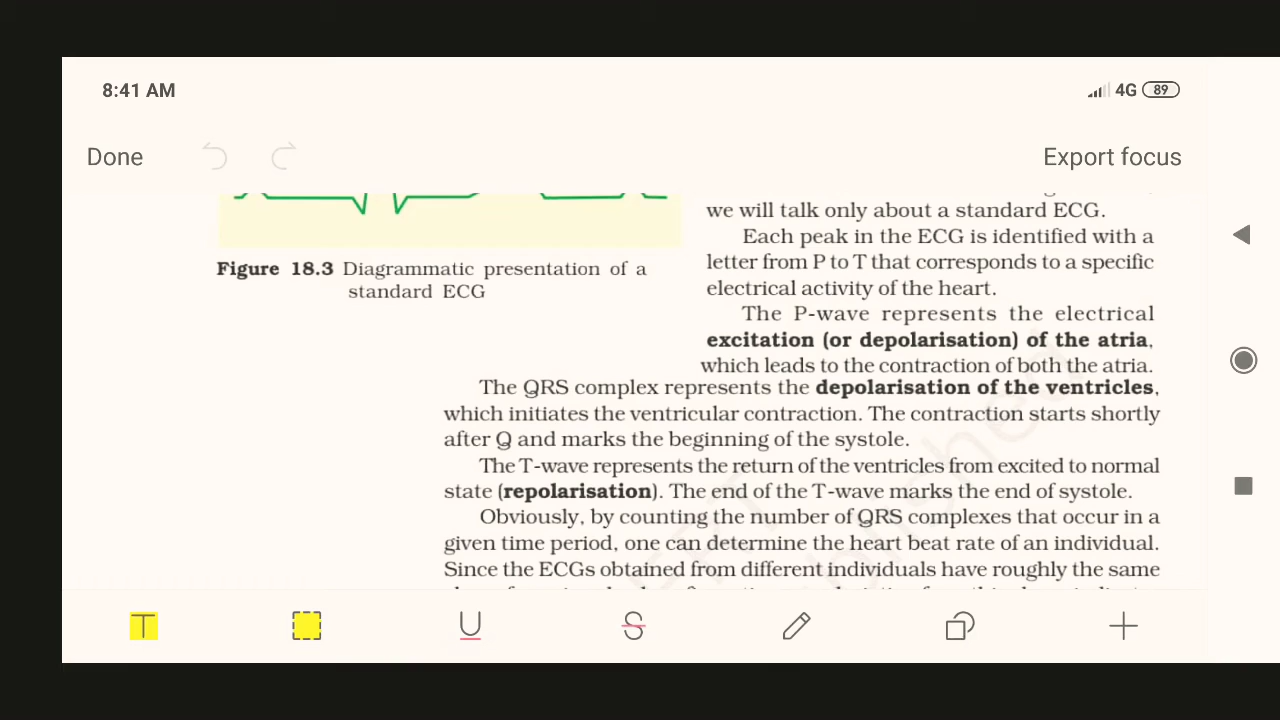 8:41 AM
4G 89
Done
Export focus
we will talk only about a standard ECG.
Each peak in the ECG is identified with a
letter from P to T that corresponds to a specific
electrical activity of the heart.
Figure 18.3 Diagrammatic presentation of a
standard ECG
The P-wave represents the electrical
excitation (or depolarisation) of the atria,
which leads to the contraction of both the atria.
The QRS complex represents the depolarisation of the ventricles,
which initiates the ventricular contraction. The contraction starts shortly
after Q and marks the beginning of the systole.
The T-wave represents the return of the ventricles from excited to normal
state (repolarisation). The end of the T-wave marks the end of systole.
Obviously, by counting the number of QRS complexes that occur in a
given time period, one can determine the heart beat rate of an individual.
Since the ECGs obtained from different individuals have roughly the same
T
U
S